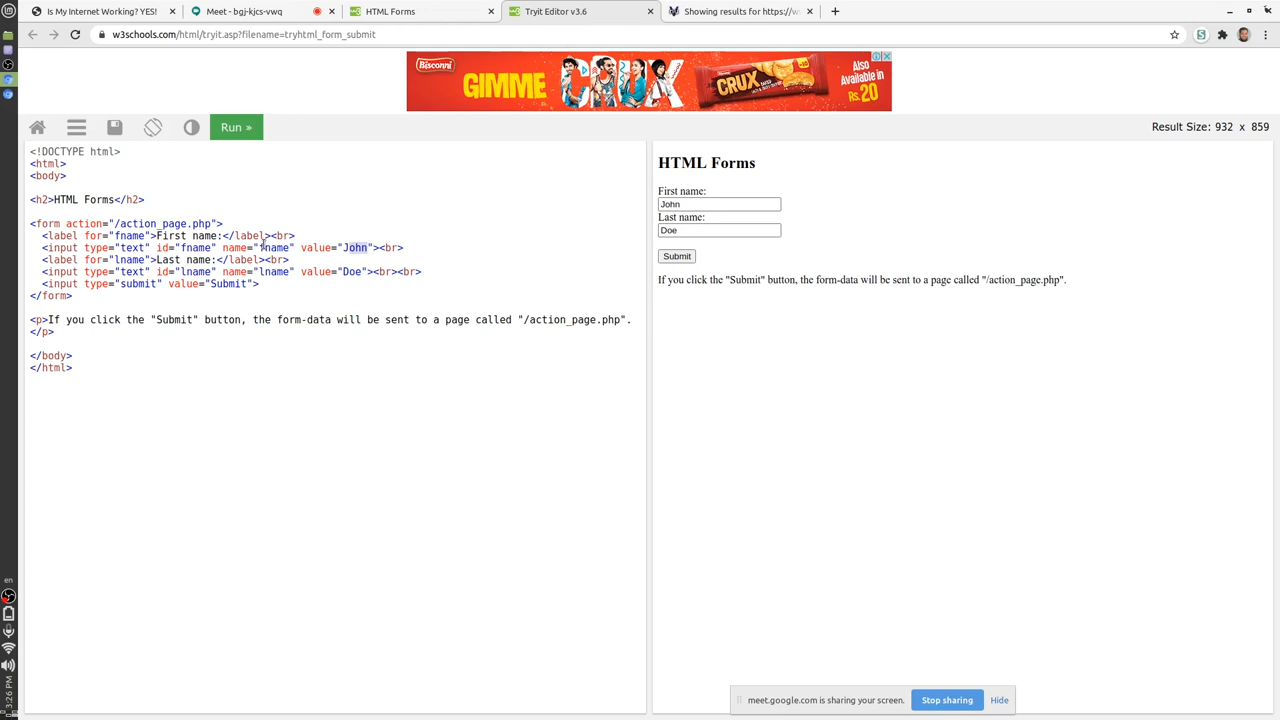 Is My Internet Working? YES!
Meet - bgj-kjcs-vwq
HTML Forms
Tryit Editor v3.6
Showing results for https://w
w3schools.com/html/tryit.asp?filename=tryhtml_form_submit
Bisconni
GIMME CRUX
CRUX
Also
Available in
Rs. 20
Run »
Result Size: 932 x 859
<!DOCTYPE html>
<html>
<body>
<h2>HTML Forms</h2>
<form action="/action_page.php">
<label for="fname">First name:</label><br>
<input type="text" id="fname" name="fname" value="John"><br>
<label for="lname">Last name:</label><br>
<input type="text" id="lname" name="lname" value="Doe"><br><br>
<input type="submit" value="Submit">
</form>
<p>If you click the "Submit" button, the form-data will be sent to a page called "/action_page.php".
</p>
</body>
</html>
HTML Forms
First name:
John
Last name:
Doe
Submit
If you click the "Submit" button, the form-data will be sent to a page called "/action_page.php".
en
3:26 PM
meet.google.com is sharing your screen.
Stop sharing
Hide